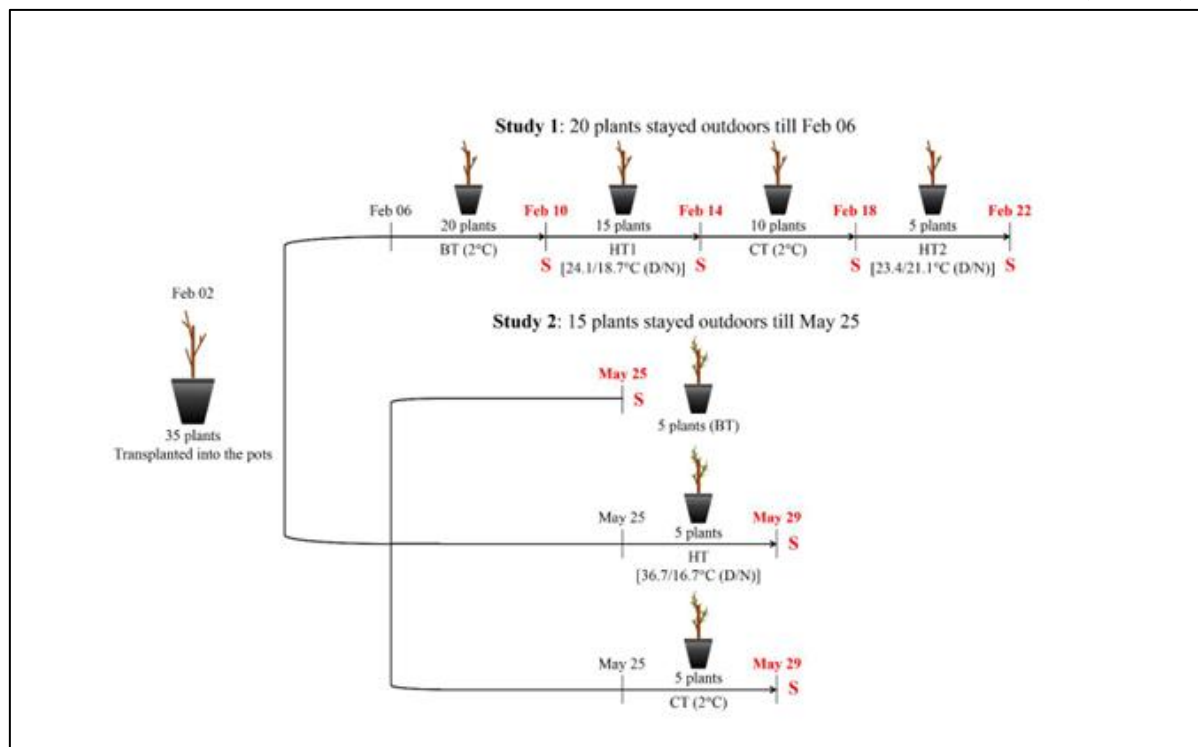 Study 1: 20 plants stayed outdoors till Feb 06
Feb 06
Feb 10
Feb 14
Feb 18
Feb 22
20 plants
15 plants
10 plants
5 plants
BT (2°C)
HT1
CT (2°C)
HT2
S
[24.1/18.7°C (D/N)]
S
S
[23.4/21.1°C (D/N)]
S
Feb 02
35 plants
Transplanted into the pots
Study 2: 15 plants stayed outdoors till May 25
May 25
S
5 plants (BT)
May 25
May 29
5 plants
S
HT
[36.7/16.7°C (D/N)]
May 25
May 29
5 plants
S
CT (2°C)